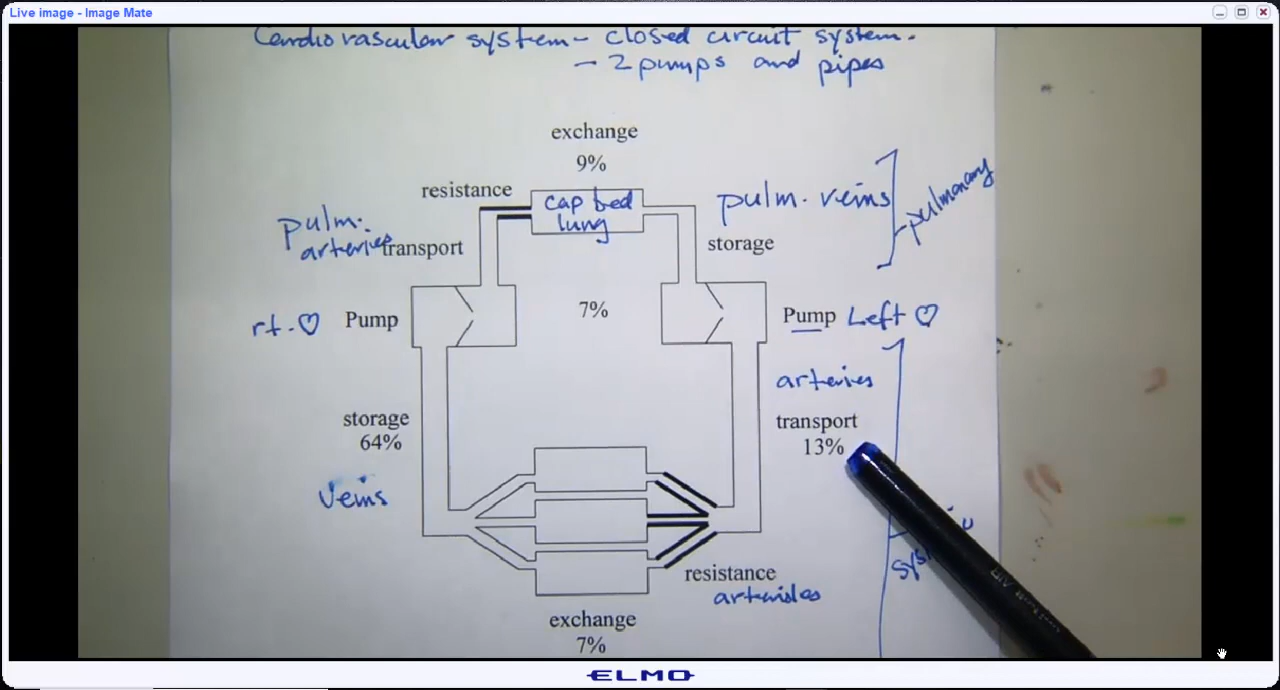 Live image - Image Mate
Cardiovascular system - closed circuit system.
- 2 pumps and pipes
exchange
9%
resistance
cap bed
lung
pulm. veins
pulmonary
pulm.
arteries
transport
storage
rt. ♡
Pump
7%
Pump
Left ♡
arteries
storage
64%
transport
13%
veins
resistance
arterioles
exchange
7%
ELMO